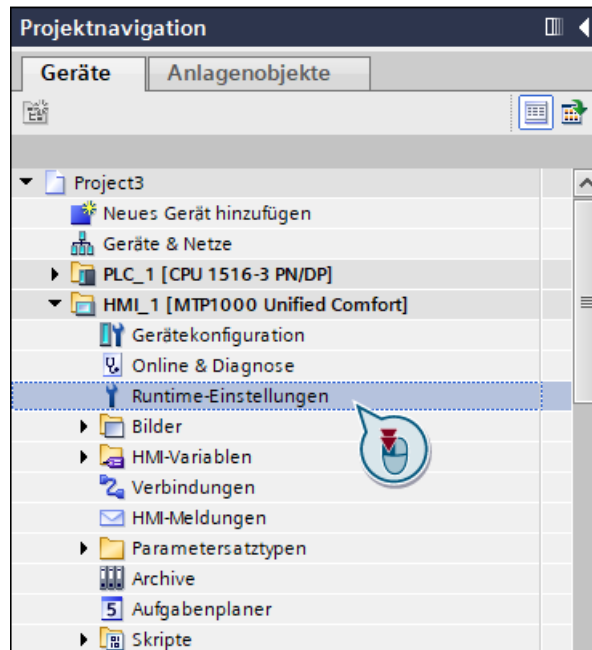 Projektnavigation
Geräte
Anlagenobjekte
Project3
Neues Gerät hinzufügen
Geräte & Netze
PLC_1 [CPU 1516-3 PN/DP]
HMI_1 [MTP1000 Unified Comfort]
Gerätekonfiguration
Online & Diagnose
Runtime-Einstellungen
Bilder
HMI-Variablen
Verbindungen
HMI-Meldungen
Parametersatztypen
Archive
5 Aufgabenplaner
Skripte